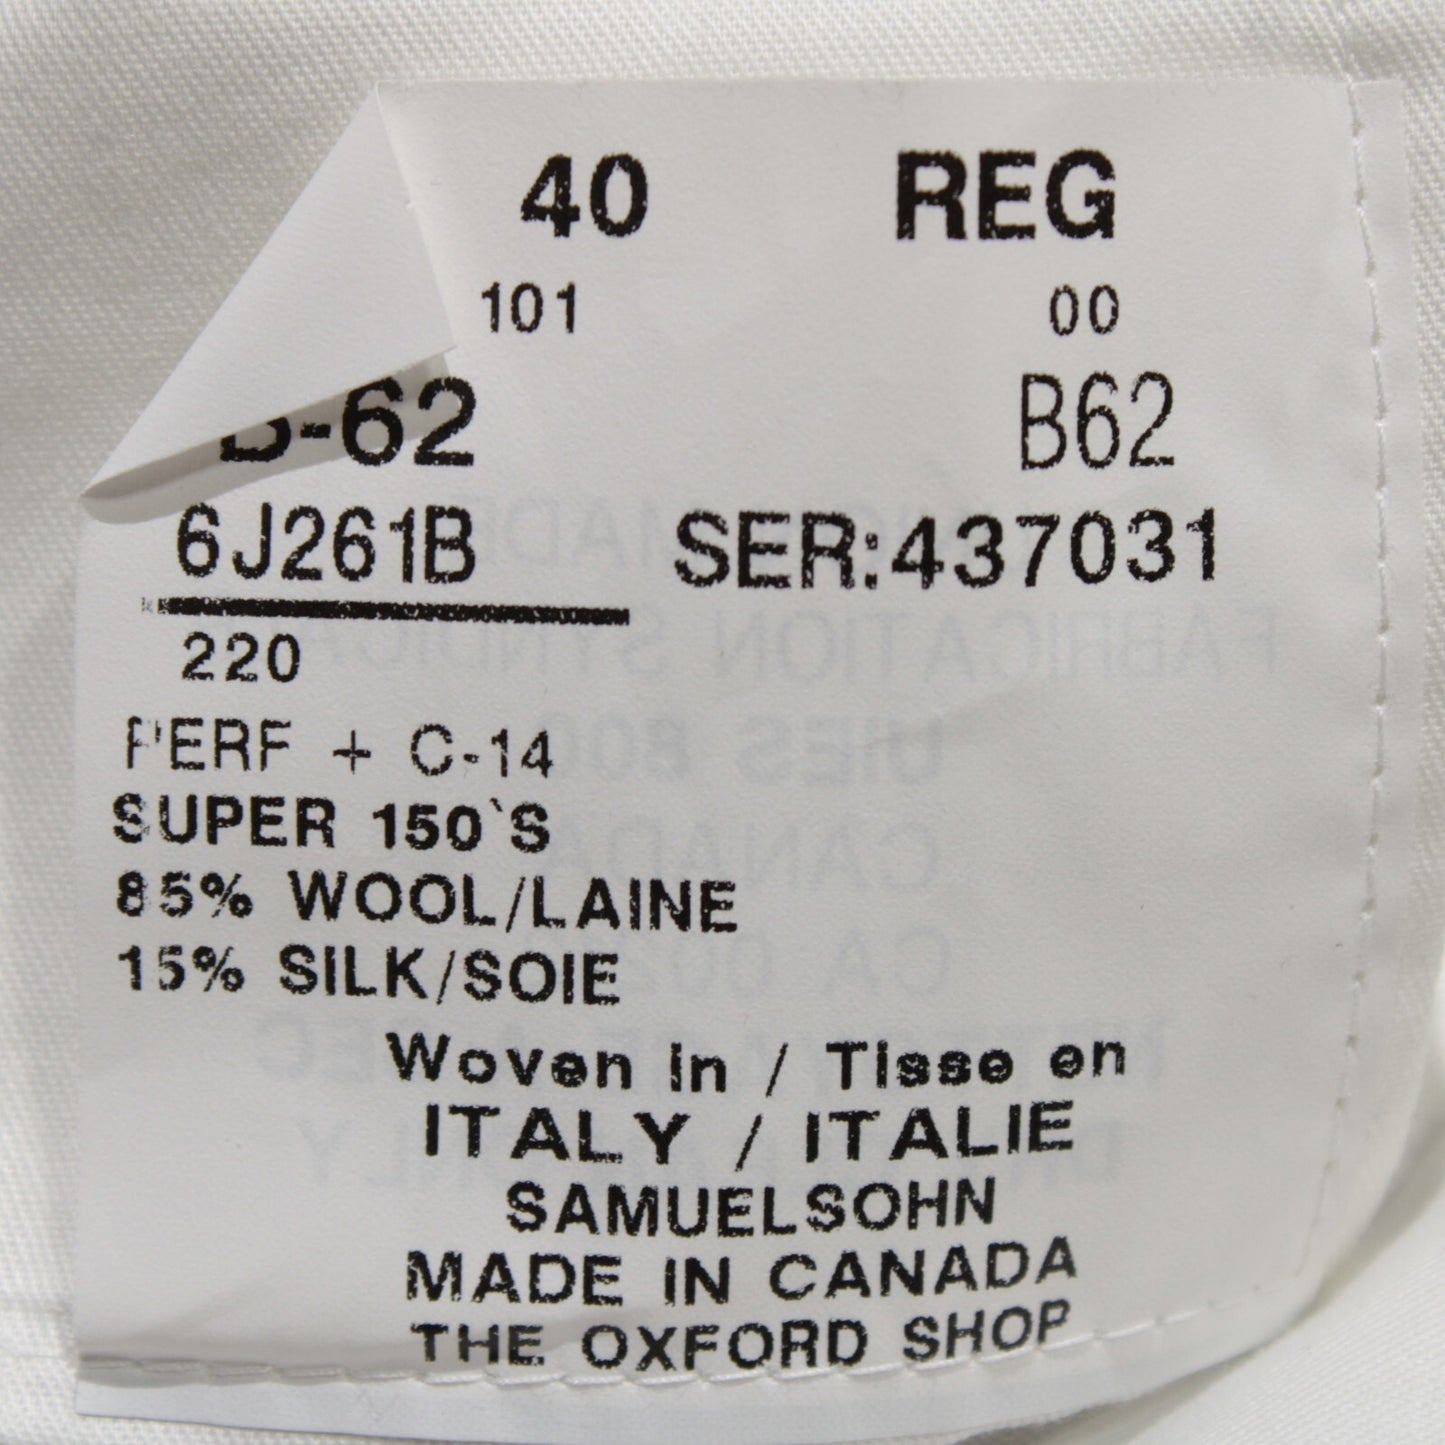 40 REG
101 00
B-62 B62
6J261B SER:437031
220
PERF + C-14
SUPER 150`S
85% WOOL/LAINE
15% SILK/SOIE
Woven in / Tisse en
ITALY / ITALIE
SAMUELSOHN
MADE IN CANADA
THE OXFORD SHOP